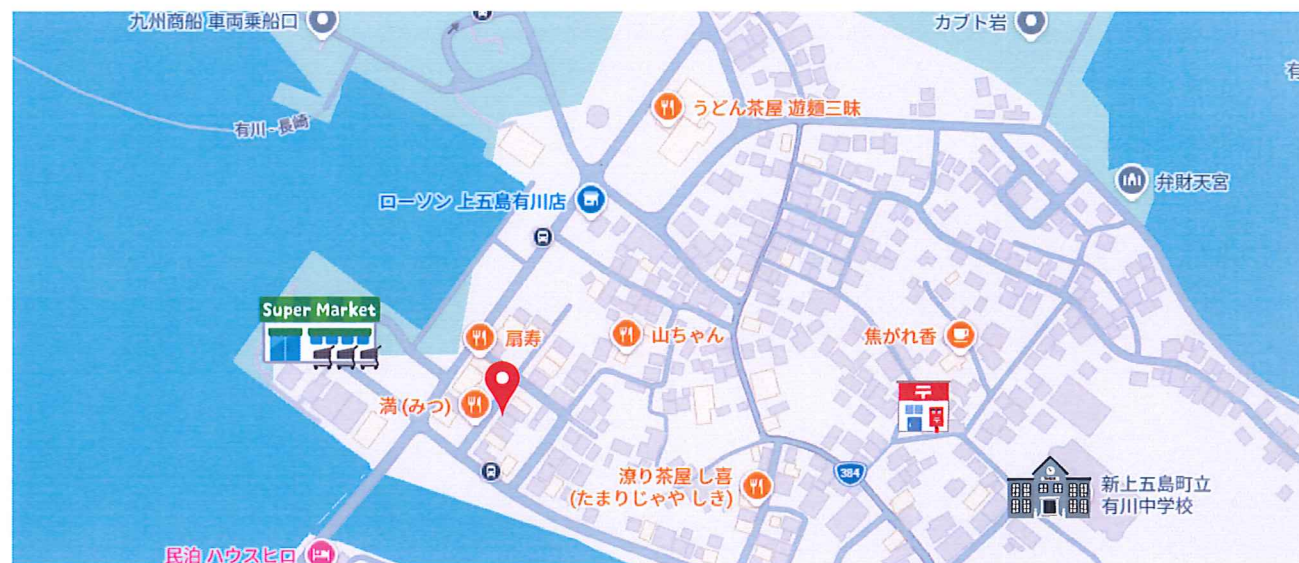 九州商船 車両乗船口
カブト岩
有
うどん茶屋 遊麺三昧
有川 - 長崎
弁財天宮
ローソン 上五島有川店
Super Market
扇寿
山ちゃん
焦がれ香
〒
満 (みつ)
384
潦り茶屋 し喜
(たまりじゃや しき)
新上五島町立
有川中学校
民泊 ハウスヒロ